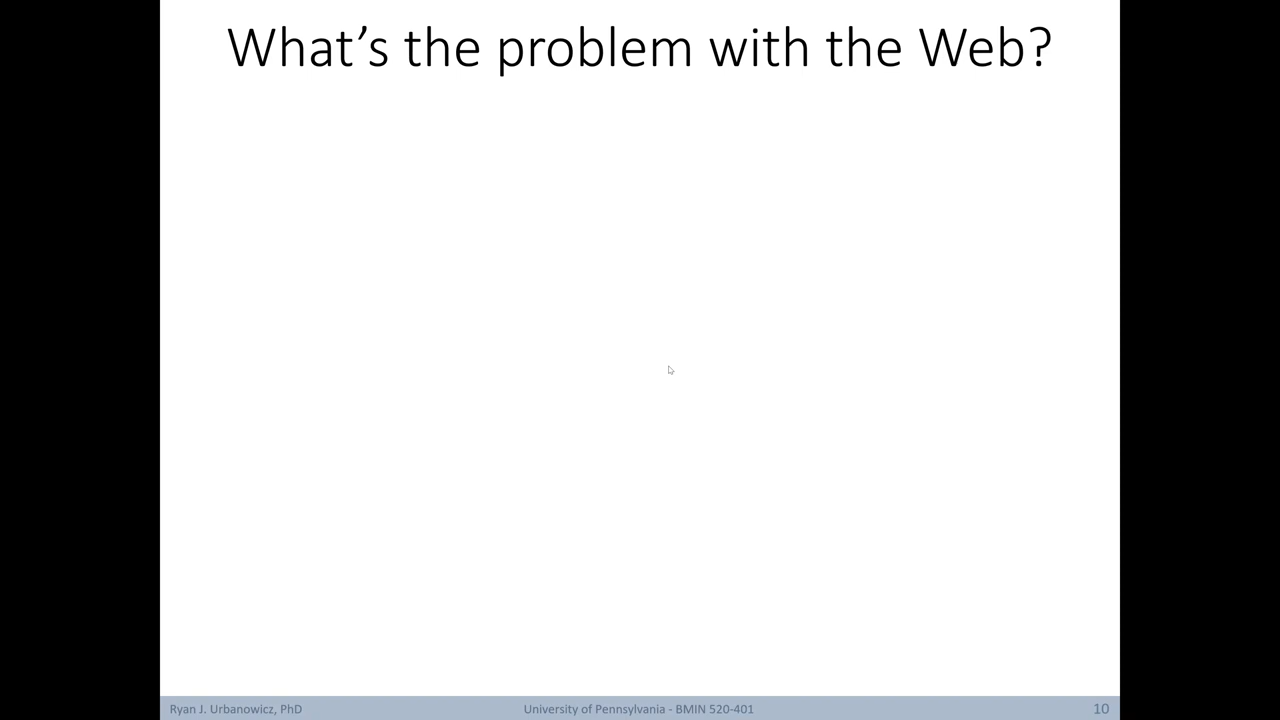 What's the problem with the Web?
Ryan J. Urbanowicz, PhD
University of Pennsylvania - BMIN 520-401
10